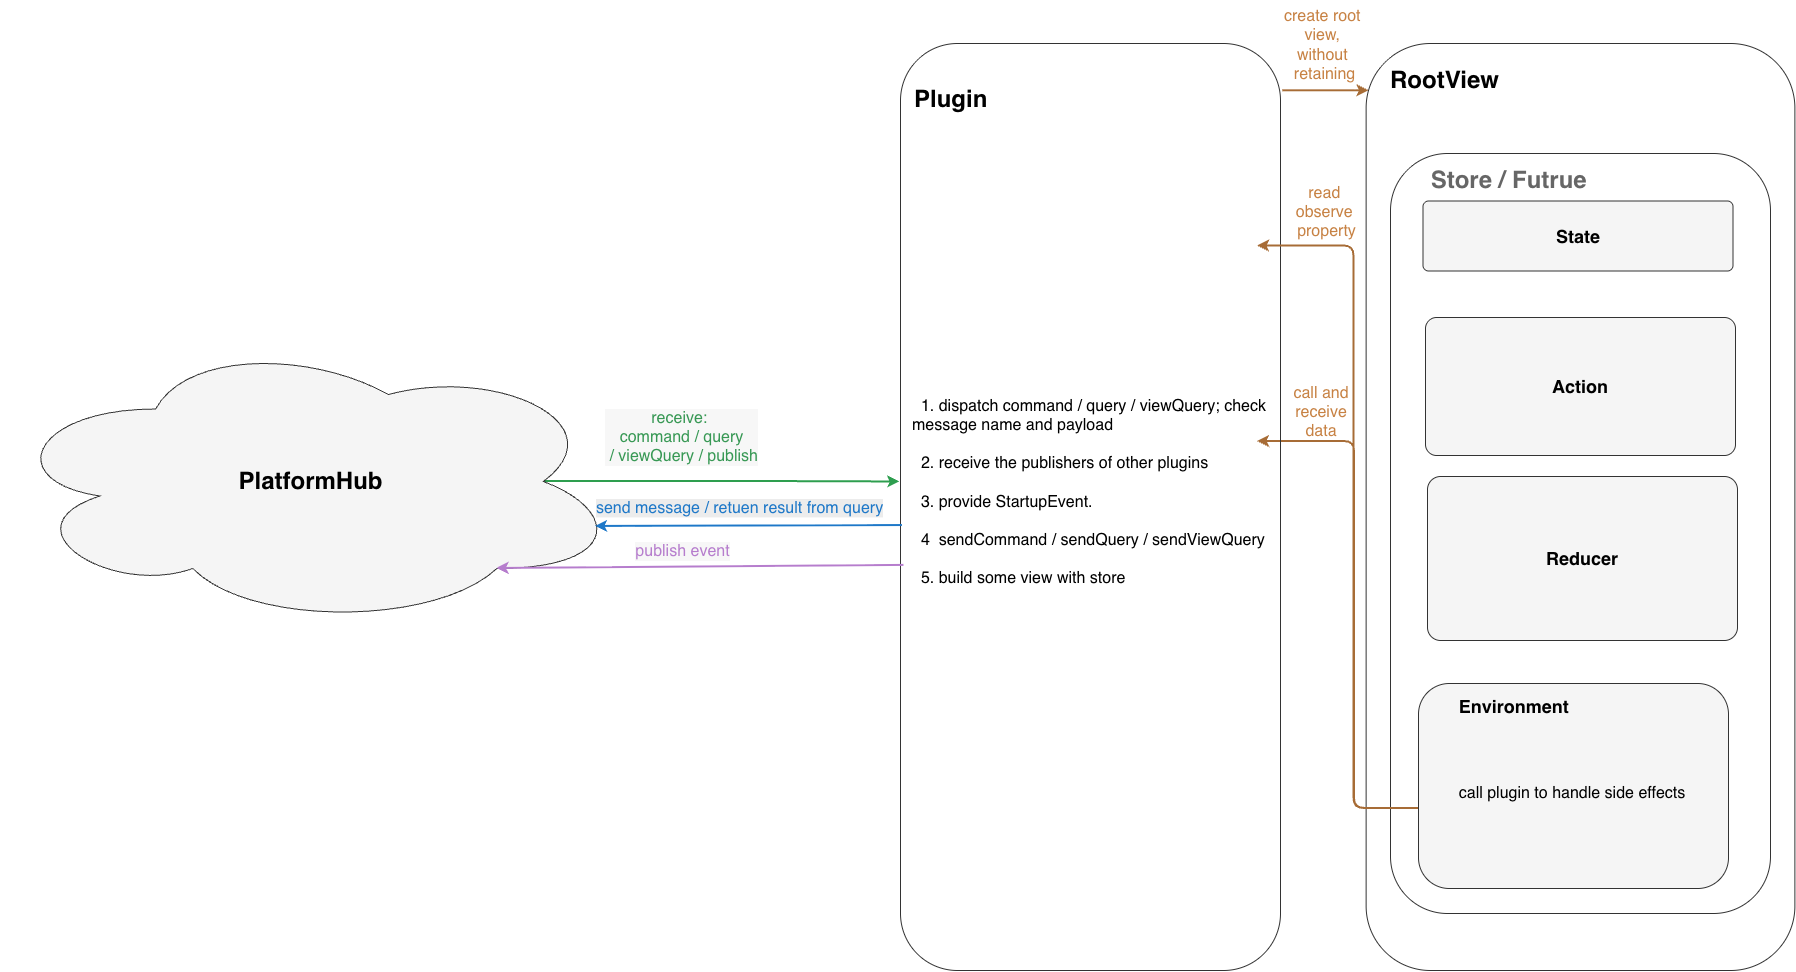 create root
view,
without
retaining
RootView
Plugin
Store / Futrue
read
observe
property
State
Action
call and
receive
data
1. dispatch command / query / viewQuery; check
message name and payload
2. receive the publishers of other plugins
3. provide StartupEvent.
4 sendCommand / sendQuery / sendViewQuery
5. build some view with store
receive:
command / query
/ viewQuery / publish
PlatformHub
send message / retuen result from query
publish event
Reducer
Environment
call plugin to handle side effects